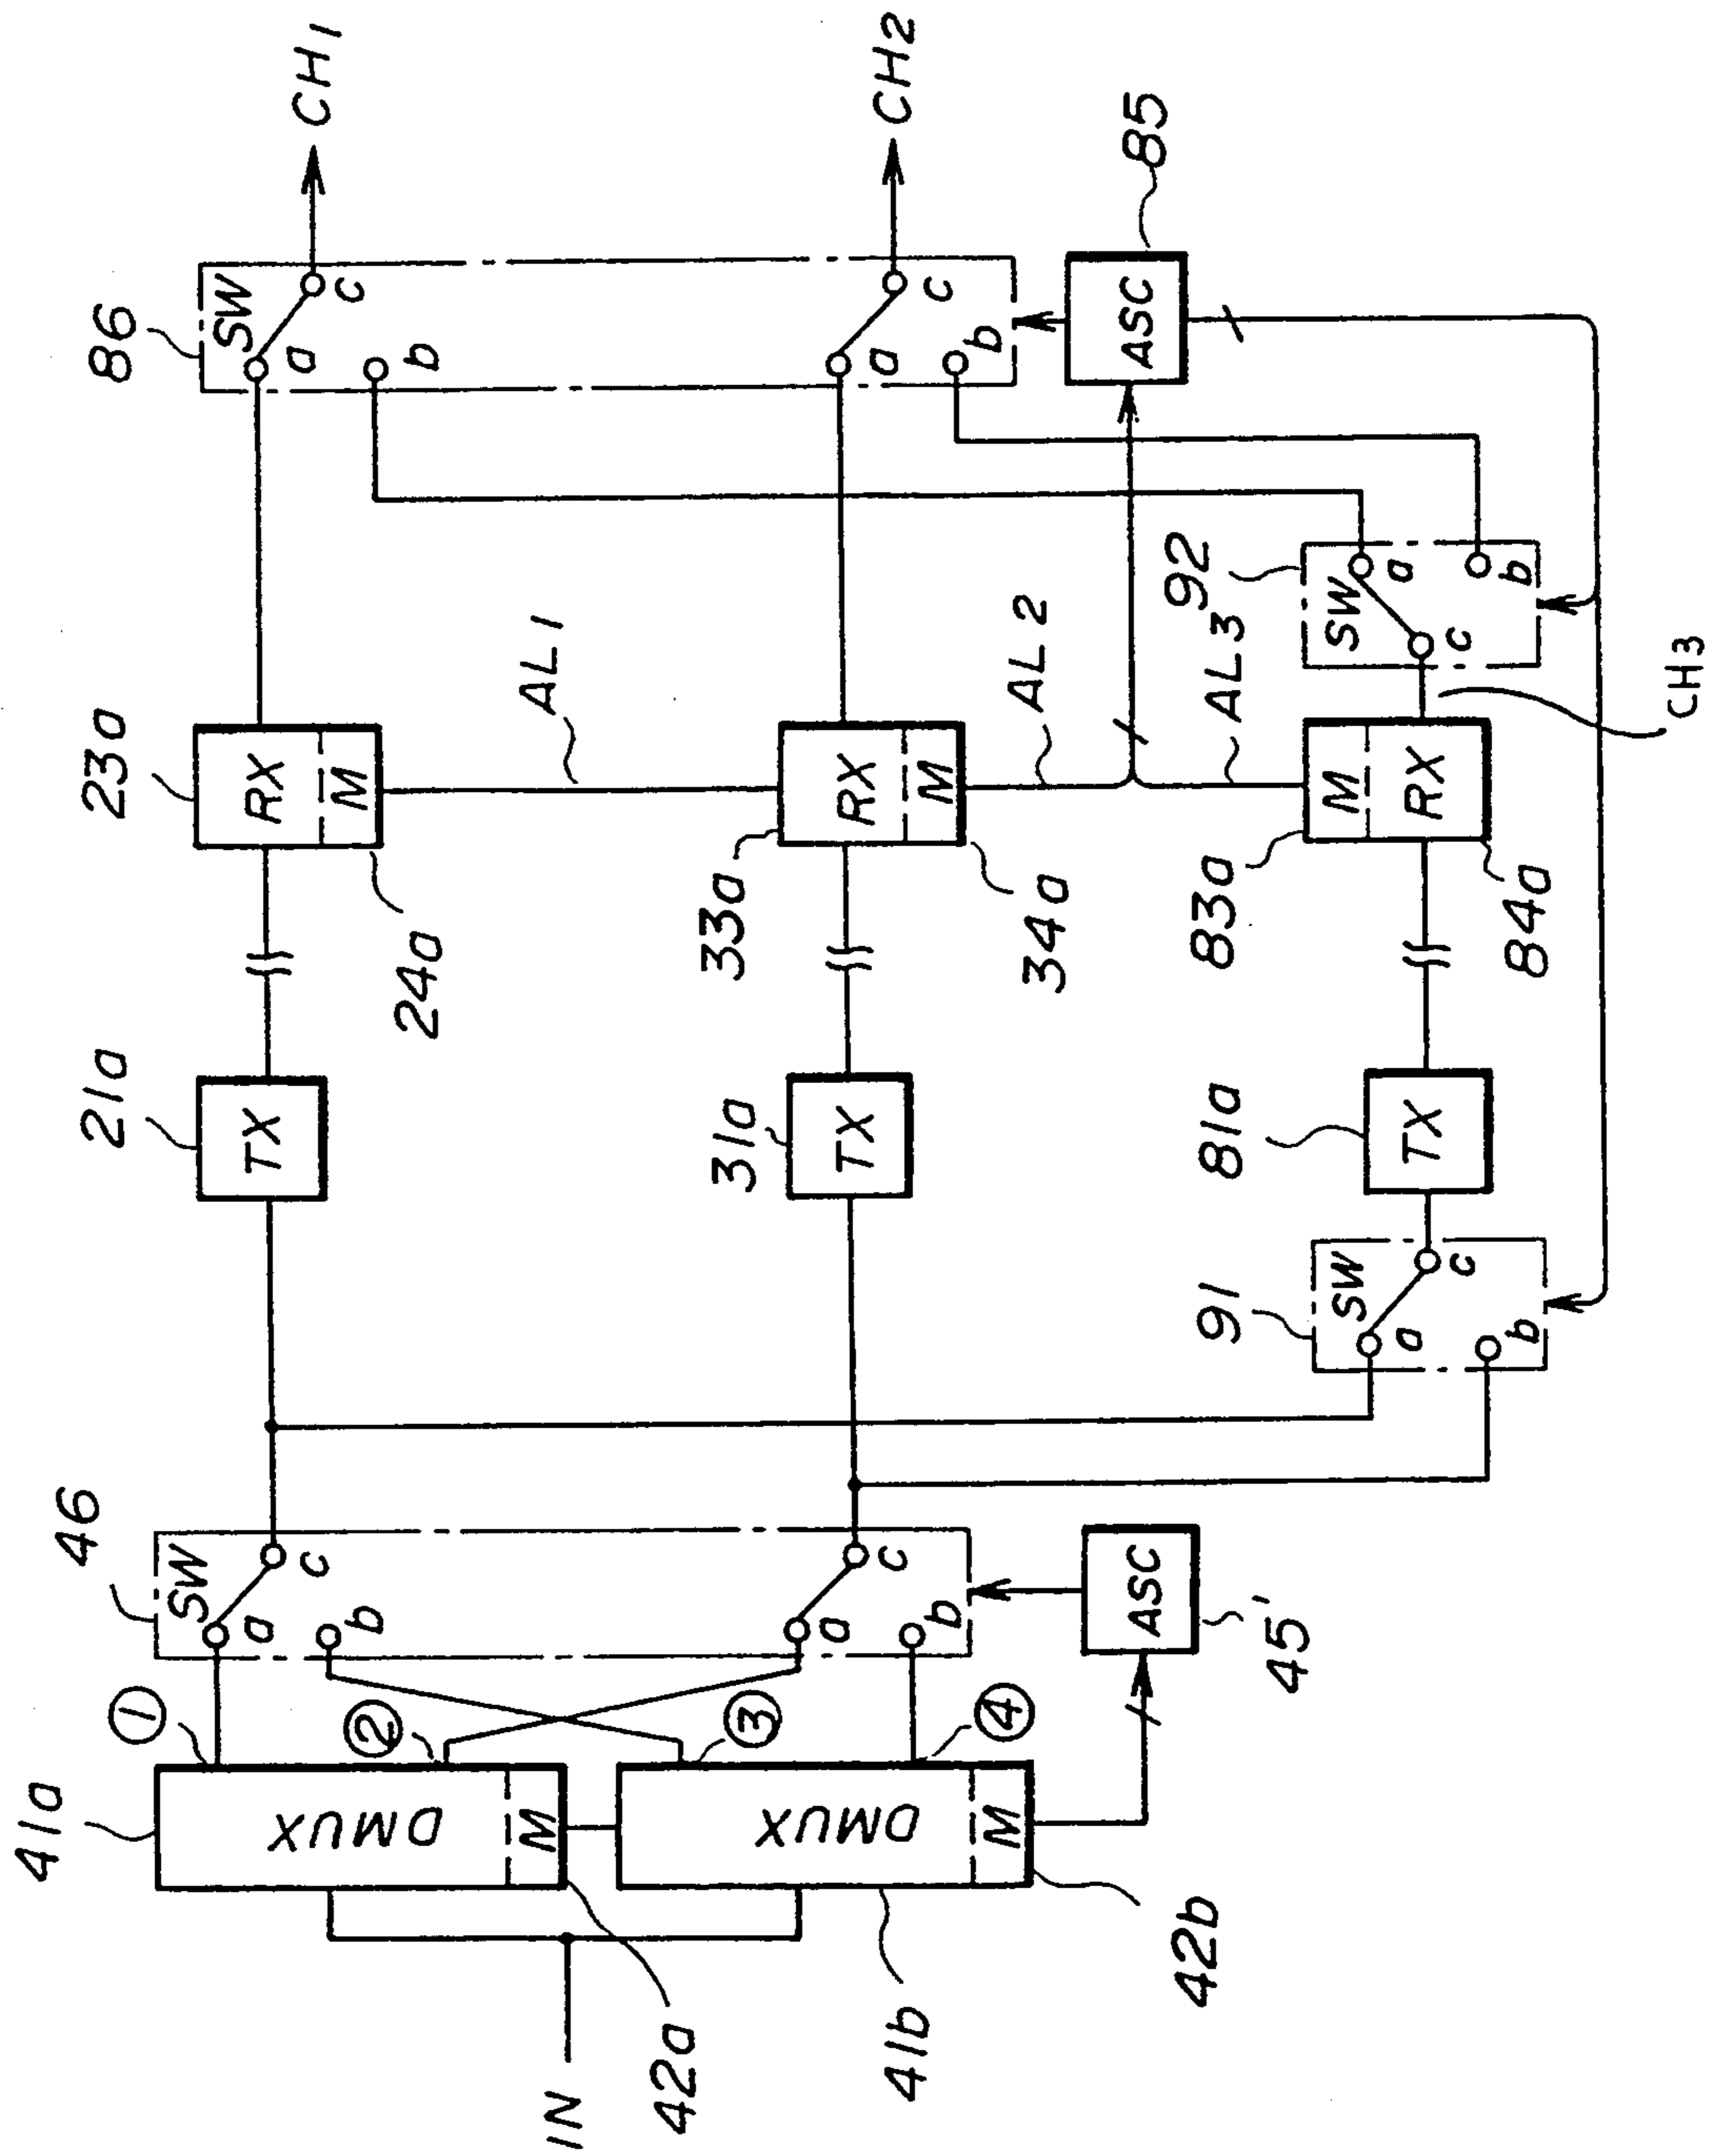 86
SW
a
c
b
CH1
a
c
b
CH2
ASC
85
23a
RX
M
24a
AL1
33a
RX
M
34a
AL2
AL3
92
SW
a
c
b
83a
M
RX
84a
CH3
21a
TX
31a
TX
81a
TX
91
SW
a
c
b
46
SW
a
c
b
a
c
b
ASC
45'
①
②
③
④
41a
DMUX
M
DMUX
M
42a
41b
42b
IN